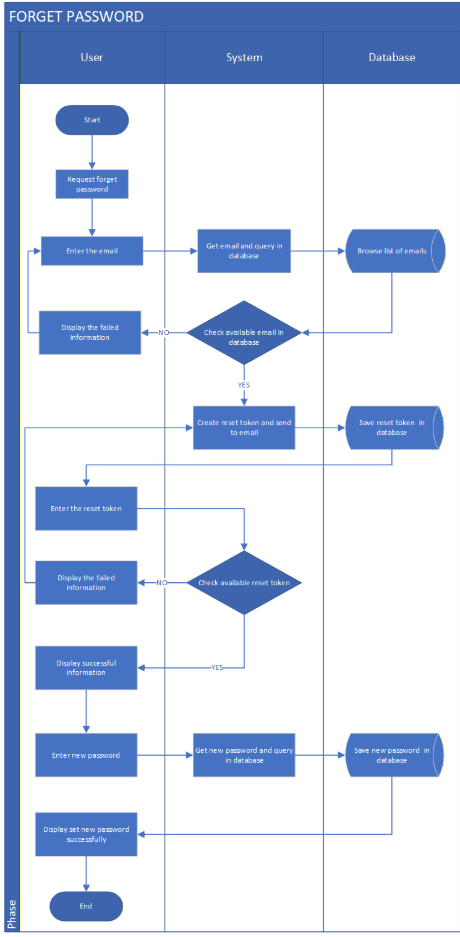 FORGET PASSWORD
User
System
Database
Start
Request forget
password
Enter the email
Get email and query in
database
Browse list of emails
Display the failed
information
NO
Check available email in
database
YES
Create reset token and send
to email
Save reset token in
database
Enter the reset token
Display the failed
information
NO
Check available reset token
Display successful
information
YES
Enter new password
Get new password and query
in database
Save new password in
database
Display set new password
successfully
End
Phase